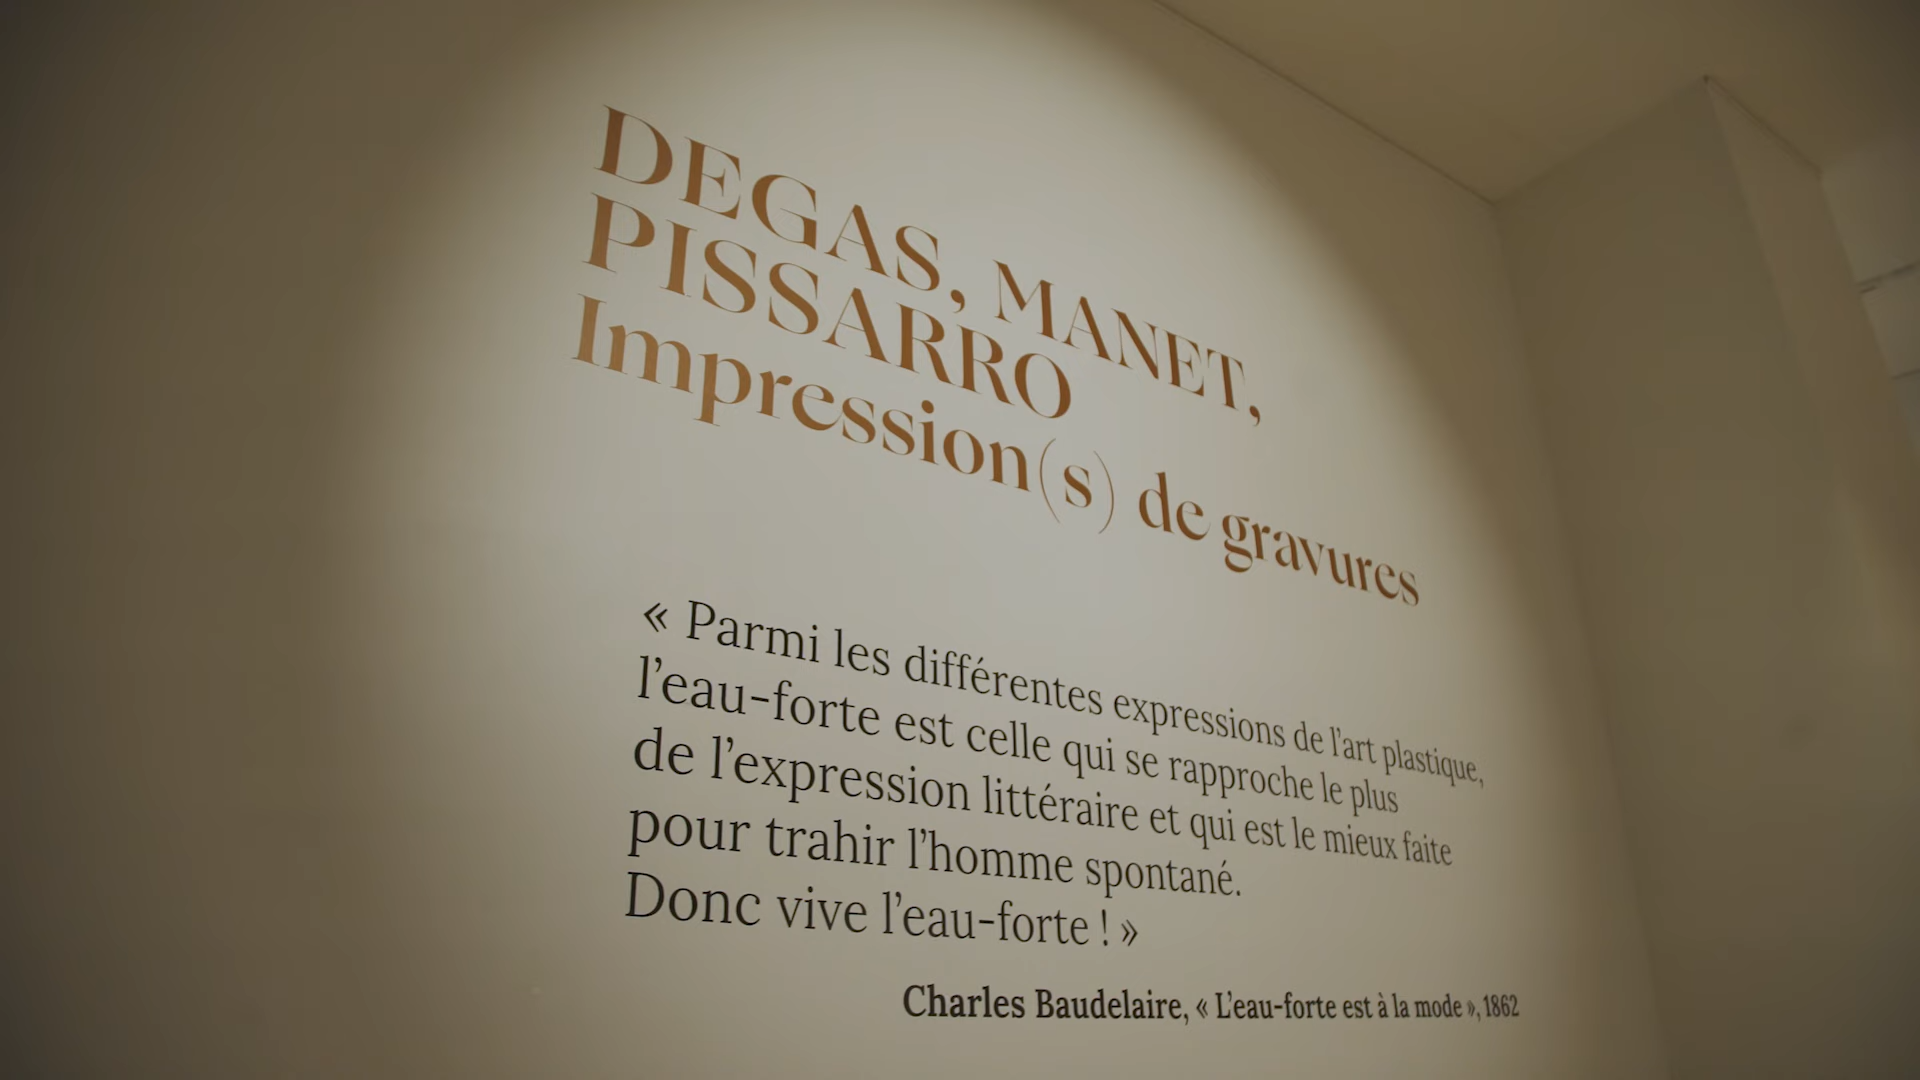 DEGAS, MANET,
PISSARRO
Impression(s) de gravures
« Parmi les différentes expressions de l’art plastique,
l’eau-forte est celle qui se rapproche le plus
de l’expression littéraire et qui est le mieux faite
pour trahir l’homme spontané.
Donc vive l’eau-forte ! »
Charles Baudelaire, « L’eau-forte est à la mode », 1862